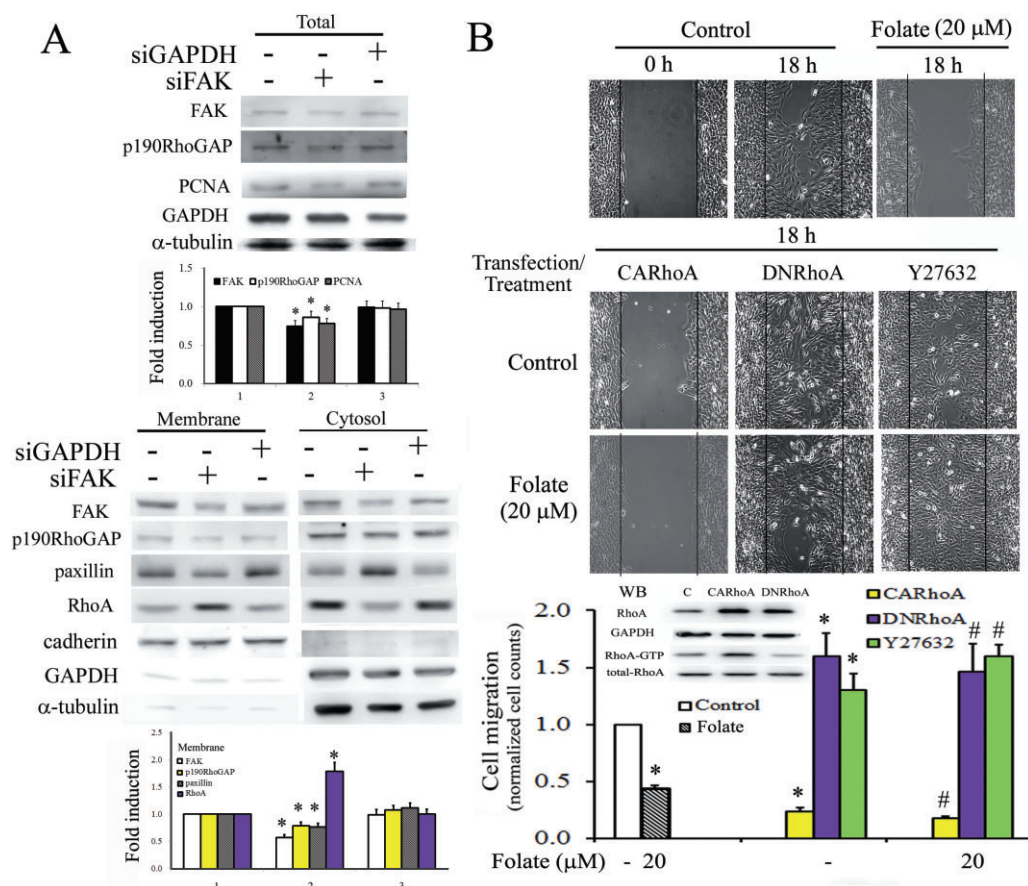 A
Total
siGAPDH - - +
siFAK - + -
FAK
p190RhoGAP
PCNA
GAPDH
α-tubulin
Fold induction
1.5
1.0
0.5
0.0
FAK p190RhoGAP PCNA
* * *
1 2 3
Membrane Cytosol
siGAPDH - - + - - +
siFAK - + - - + -
FAK
p190RhoGAP
paxillin
RhoA
cadherin
GAPDH
α-tubulin
Fold induction
2.5
2.0
1.5
1.0
0.5
0.0
Membrane
FAK
p190RhoGAP
paxillin
RhoA
* * * *
1 2 3
B
Control Folate (20 μM)
0 h 18 h 18 h
18 h
Transfection/
Treatment
CARhoA DNRhoA Y27632
Control
Folate
(20 μM)
Cell migration
(normalized cell counts)
2.0
1.5
1.0
0.5
0.0
WB C CARhoA DNRhoA
RhoA
GAPDH
RhoA-GTP
total-RhoA
Control
Folate
CARhoA
DNRhoA
Y27632
* * * * # # #
Folate (μM) - 20 - 20